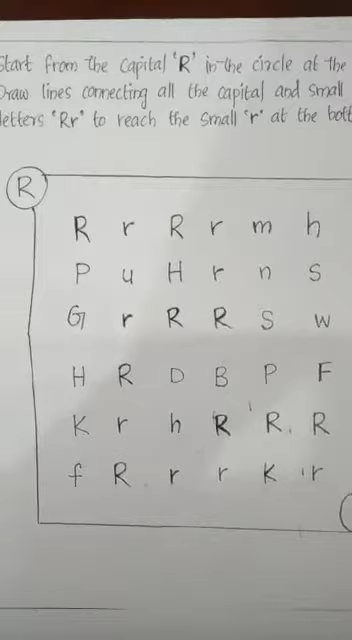 Start from the Capital 'R' in the circle at the
Draw lines connecting all the capital and small
letters 'Rr' to reach the small 'r' at the bott
R
R r R r m h
P u H r n s
G r R R S w
H R D B P F
K r h R R. R
f R r r K r